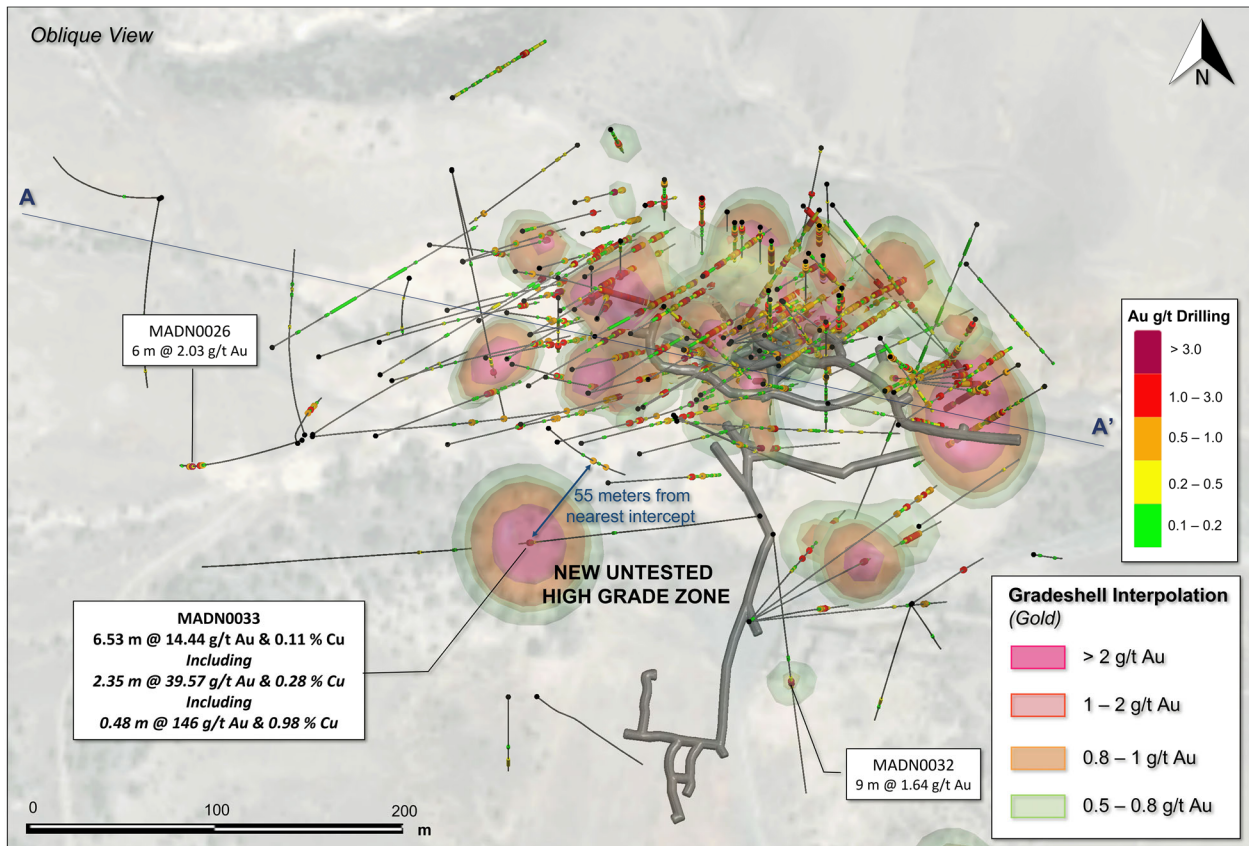 Oblique View
N
A
MADN0026
6 m @ 2.03 g/t Au
Au g/t Drilling
> 3.0
1.0 – 3.0
0.5 – 1.0
0.2 – 0.5
0.1 – 0.2
A'
55 meters from
nearest intercept
NEW UNTESTED
HIGH GRADE ZONE
MADN0033
6.53 m @ 14.44 g/t Au & 0.11 % Cu
Including
2.35 m @ 39.57 g/t Au & 0.28 % Cu
Including
0.48 m @ 146 g/t Au & 0.98 % Cu
Gradeshell Interpolation
(Gold)
> 2 g/t Au
1 – 2 g/t Au
0.8 – 1 g/t Au
0.5 – 0.8 g/t Au
MADN0032
9 m @ 1.64 g/t Au
0 100 200
m